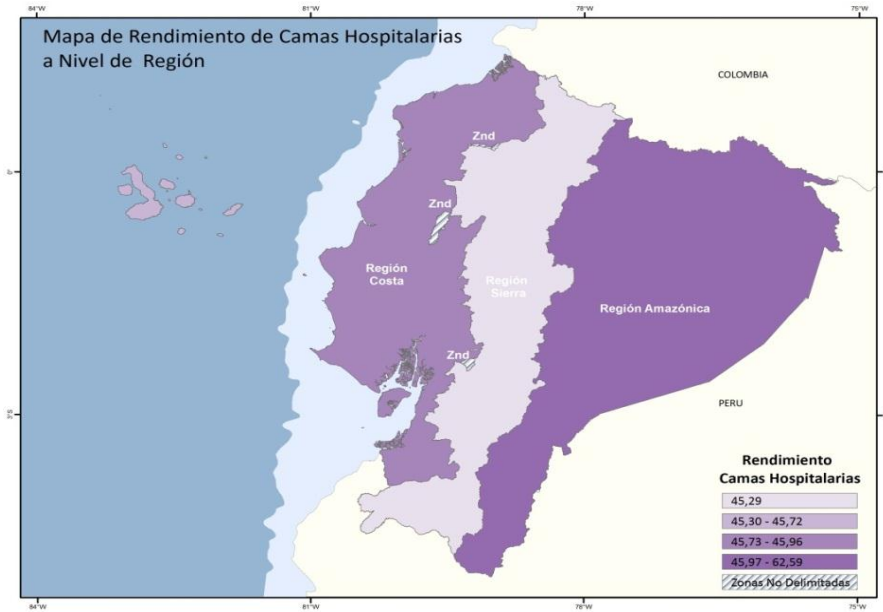 84°W
81°W
78°W
75°W
Mapa de Rendimiento de Camas Hospitalarias
a Nivel de Región
COLOMBIA
Znd
0°
Znd
Región
Costa
Región
Sierra
Región Amazónica
Znd
PERU
3°S
Rendimiento
Camas Hospitalarias
45,29
45,30 - 45,72
45,73 - 45,96
45,97 - 62,59
Zonas No Delimitadas
84°W
81°W
78°W
75°W